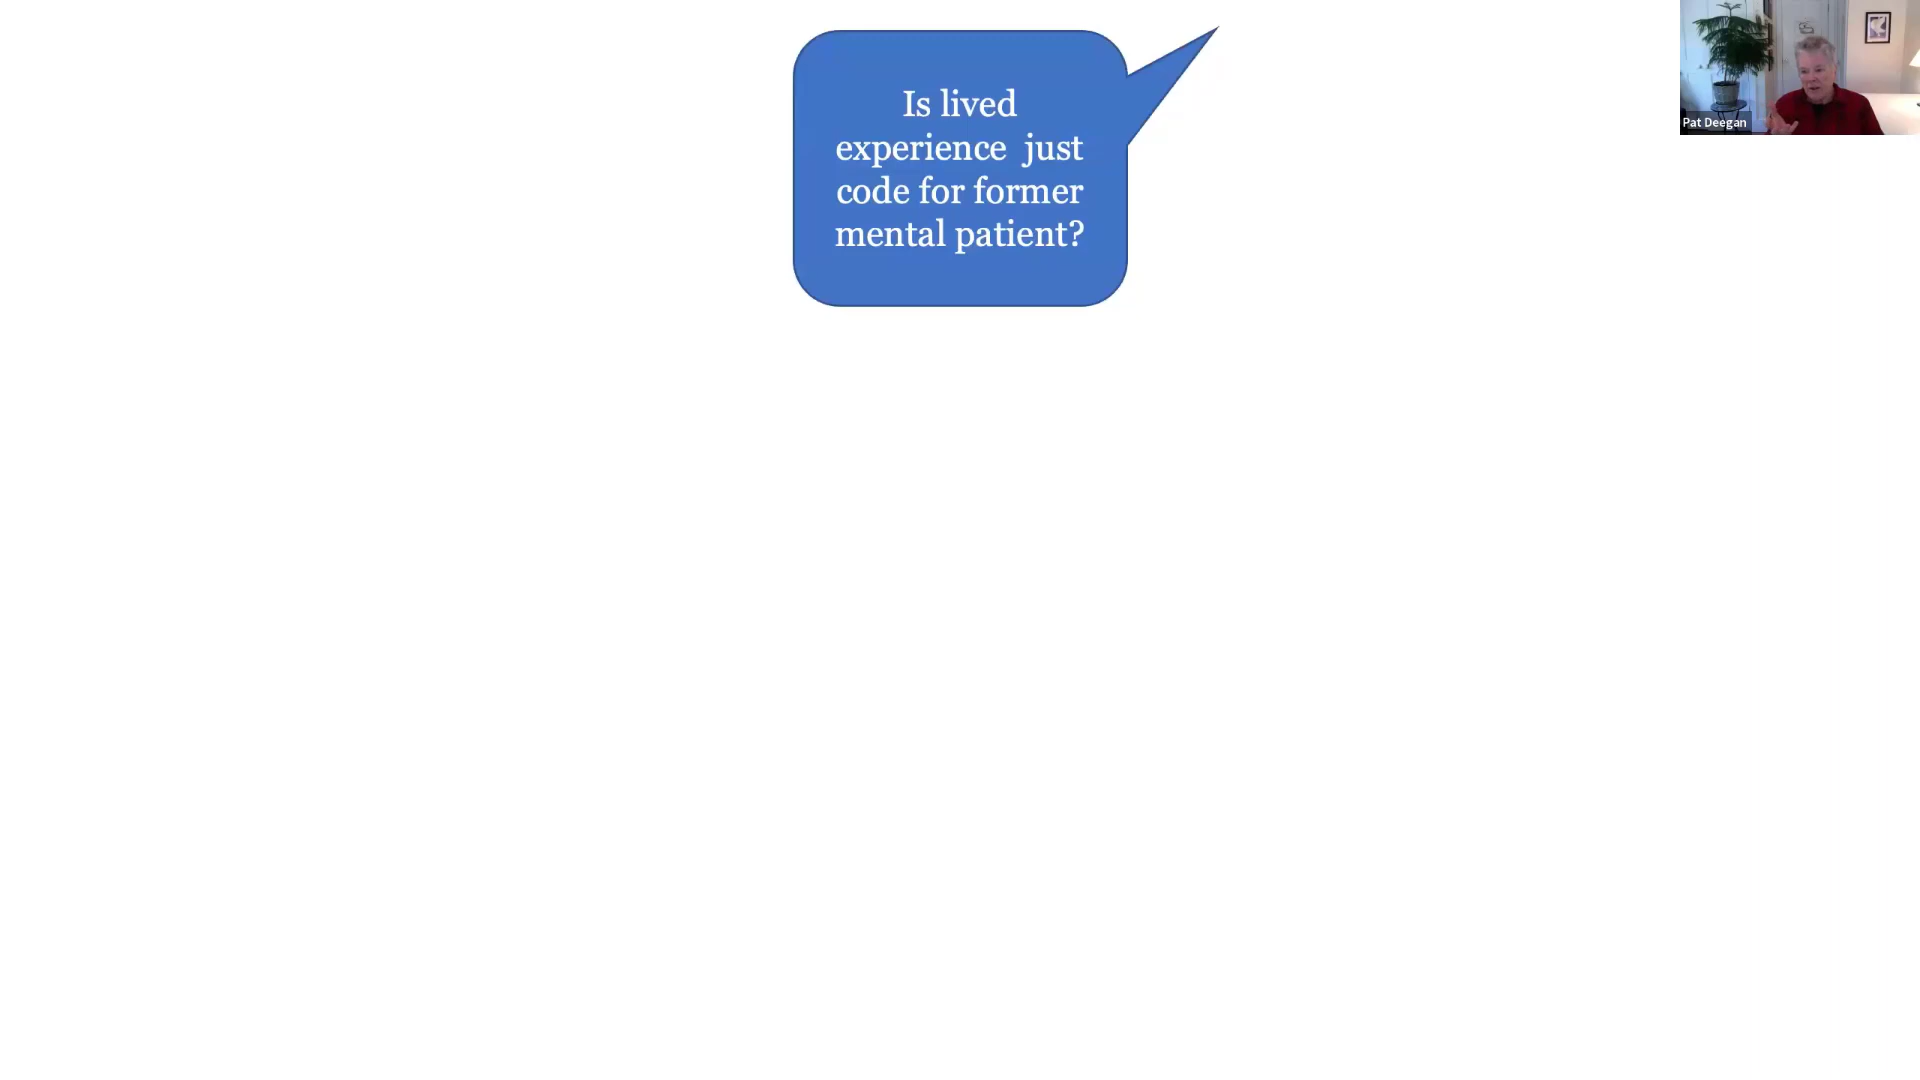 Is lived
experience  just
code for former
mental patient?
Pat Deegan